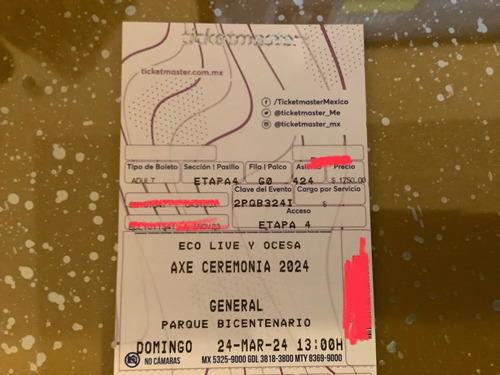 ticketmaster
ticketmaster.com.mx
/TicketmasterMexico
@ticketmaster_Me
@ticketmaster_mx
Tipo de Boleto Sección | Pasillo Fila | Palco Precio
ADULT ETAPA4 G0 424 $ 1750.00
Clave del Evento Cargo por Servicio
2PQB324I $
Acceso
ETAPA 4
ECO LIVE Y OCESA
AXE CEREMONIA 2024
GENERAL
PARQUE BICENTENARIO
DOMINGO 24-MAR-24 13:00H
NO CÁMARAS MX 5325-9000 GDL 3818-3800 MTY 8369-9000